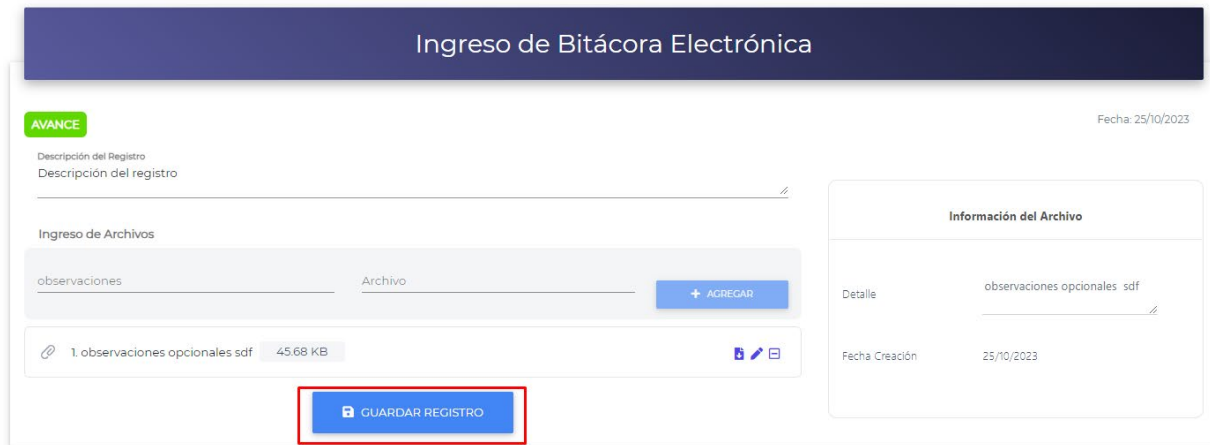 Ingreso de Bitácora Electrónica
AVANCE
Fecha: 25/10/2023
Descripción del Registro
Descripción del registro
Ingreso de Archivos
observaciones
Archivo
+ AGREGAR
1. observaciones opcionales sdf 45.68 KB
GUARDAR REGISTRO
Información del Archivo
Detalle
observaciones opcionales sdf
Fecha Creación
25/10/2023